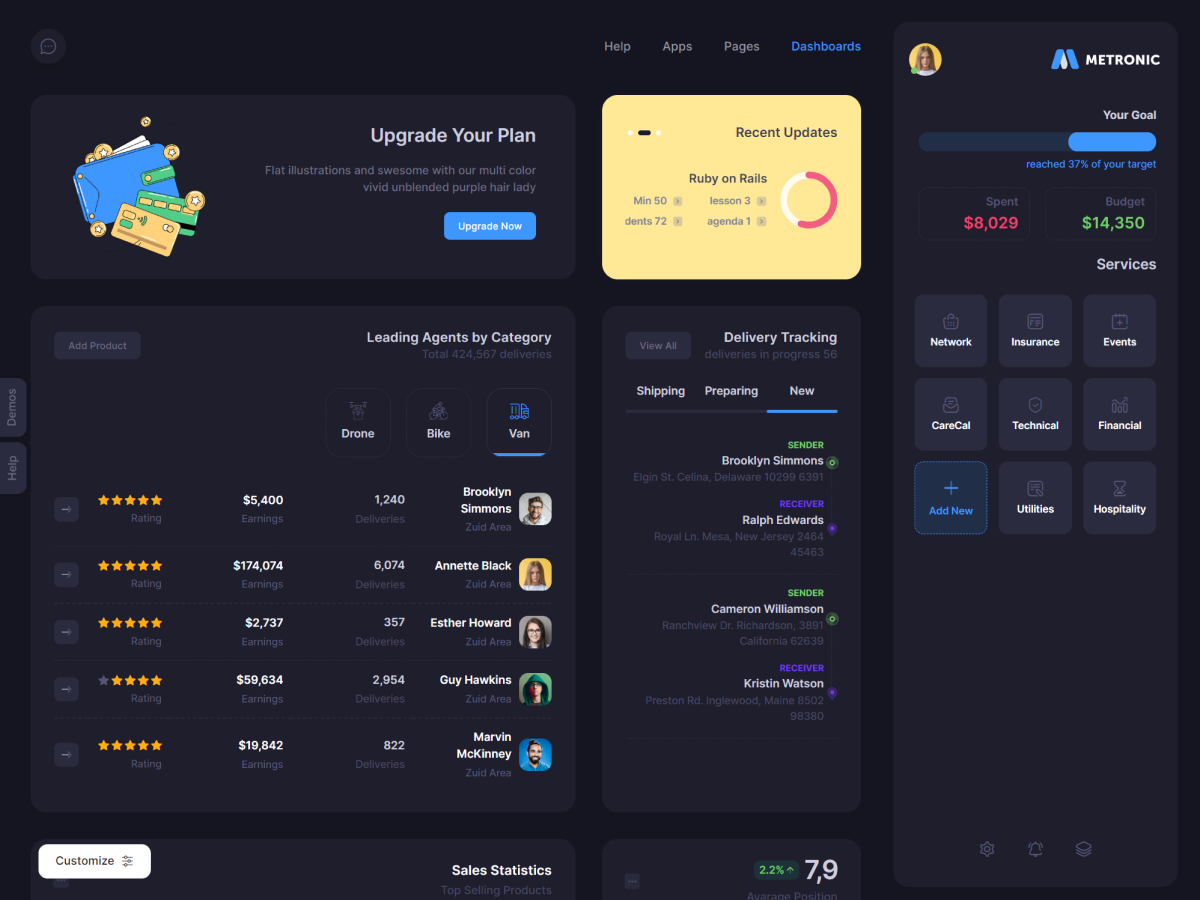 Help
Apps
Pages
Dashboards
METRONIC
Your Goal
reached 37% of your target
Spent
$8,029
Budget
$14,350
Services
Network
Insurance
Events
CareCal
Technical
Financial
Add New
Utilities
Hospitality
Upgrade Your Plan
Flat illustrations and swesome with our multi color
vivid unblended purple hair lady
Upgrade Now
Recent Updates
Ruby on Rails
Min 50
lesson 3
dents 72
agenda 1
Demos
Help
Add Product
Leading Agents by Category
Total 424,567 deliveries
Drone
Bike
Van
Brooklyn
Simmons
Zuid Area
1,240
Deliveries
$5,400
Earnings
Rating
Annette Black
Zuid Area
6,074
Deliveries
$174,074
Earnings
Rating
Esther Howard
Zuid Area
357
Deliveries
$2,737
Earnings
Rating
Guy Hawkins
Zuid Area
2,954
Deliveries
$59,634
Earnings
Rating
Marvin
McKinney
Zuid Area
822
Deliveries
$19,842
Earnings
Rating
View All
Delivery Tracking
deliveries in progress 56
Shipping
Preparing
New
SENDER
Brooklyn Simmons
Elgin St. Celina, Delaware 10299 6391
RECEIVER
Ralph Edwards
Royal Ln. Mesa, New Jersey 2464
45463
SENDER
Cameron Williamson
Ranchview Dr. Richardson, 3891
California 62639
RECEIVER
Kristin Watson
Preston Rd. Inglewood, Maine 8502
98380
Customize
Sales Statistics
Top Selling Products
2.2%
7,9
Avarage Position